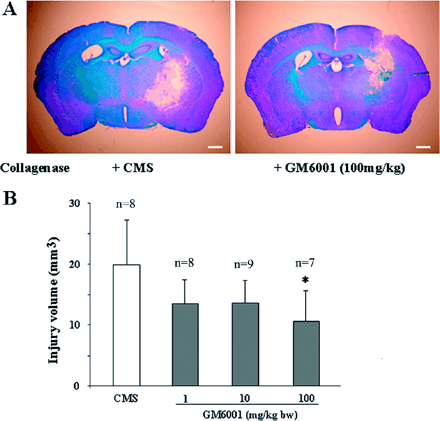 A
Collagenase + CMS + GM6001 (100mg/kg)
B
Injury volume (mm3)
30
20
10
0
n=8
n=8
n=9
n=7
*
CMS 1 10 100
GM6001 (mg/kg bw)